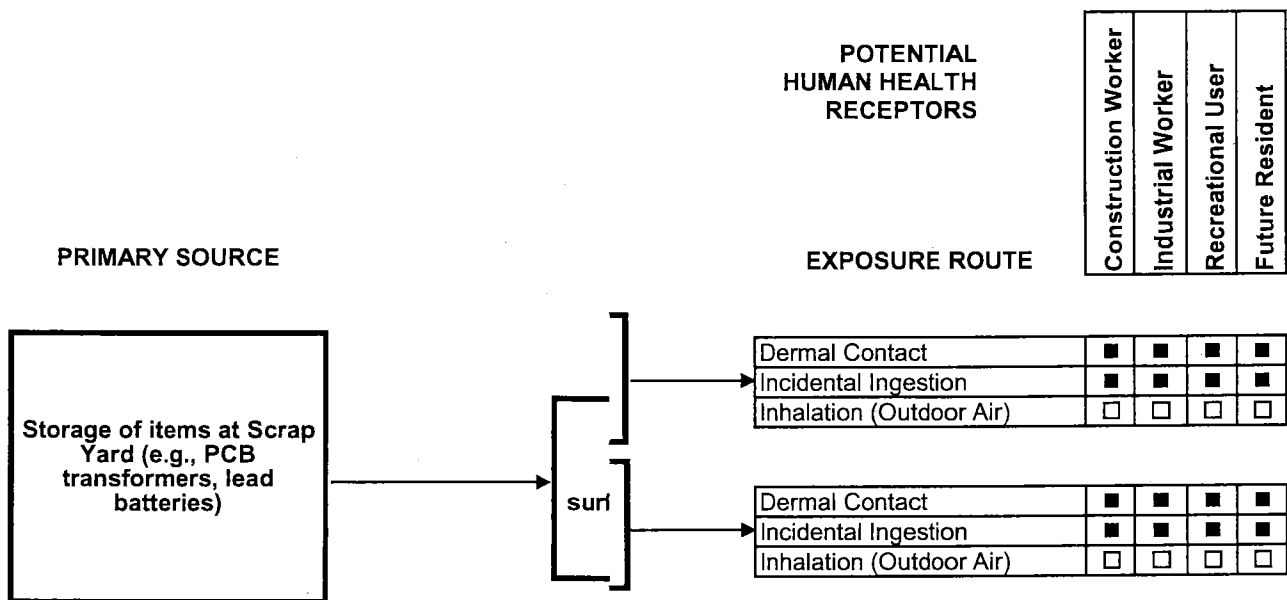 POTENTIAL
HUMAN HEALTH
RECEPTORS
Construction Worker
Industrial Worker
Recreational User
Future Resident
PRIMARY SOURCE
EXPOSURE ROUTE
Storage of items at Scrap
Yard (e.g., PCB
transformers, lead
batteries)
Dermal Contact
Incidental Ingestion
Inhalation (Outdoor Air)
Dermal Contact
Incidental Ingestion
Inhalation (Outdoor Air)